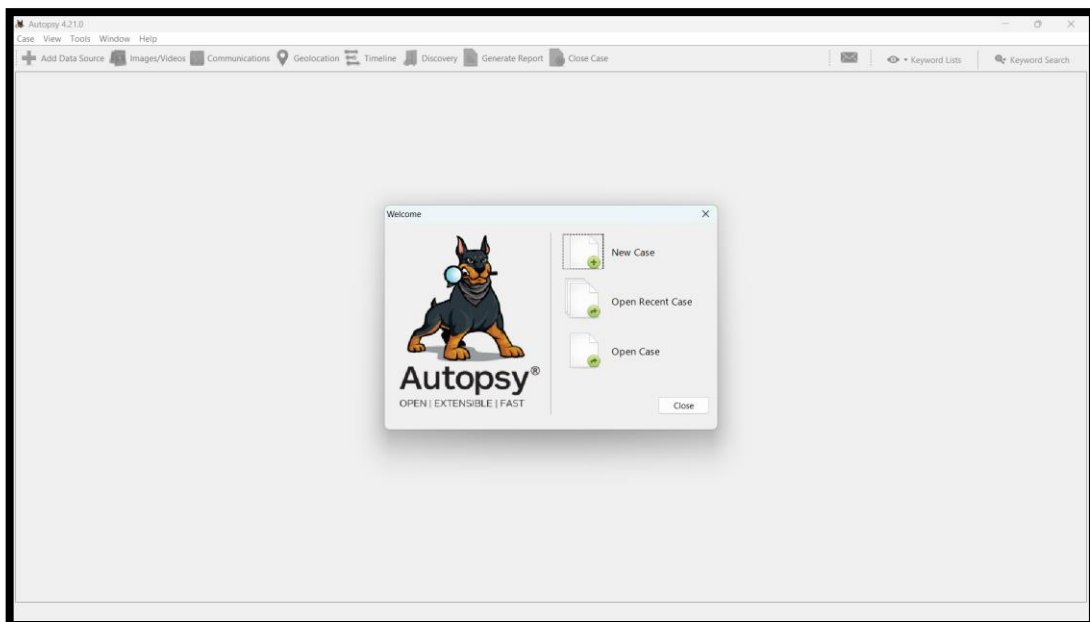 Autopsy 4.21.0
Case View Tools Window Help
Add Data Source Images/Videos Communications Geolocation Timeline Discovery Generate Report Close Case Keyword Lists Keyword Search
Welcome
New Case
Open Recent Case
Open Case
Autopsy®
OPEN | EXTENSIBLE | FAST
Close